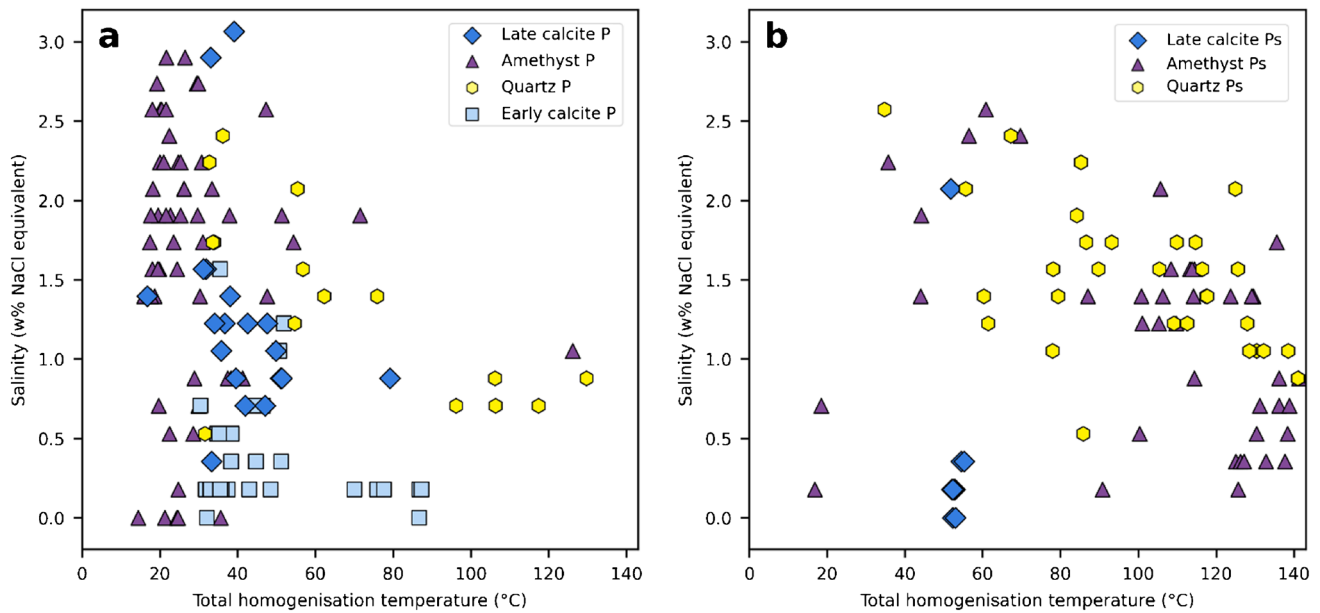 a
Late calcite P
Amethyst P
Quartz P
Early calcite P
3.0
2.5
2.0
1.5
1.0
0.5
0.0
Salinity (w% NaCl equivalent)
0 20 40 60 80 100 120 140
Total homogenisation temperature (°C)
b
Late calcite Ps
Amethyst Ps
Quartz Ps
3.0
2.5
2.0
1.5
1.0
0.5
0.0
Salinity (w% NaCl equivalent)
0 20 40 60 80 100 120 140
Total homogenisation temperature (°C)